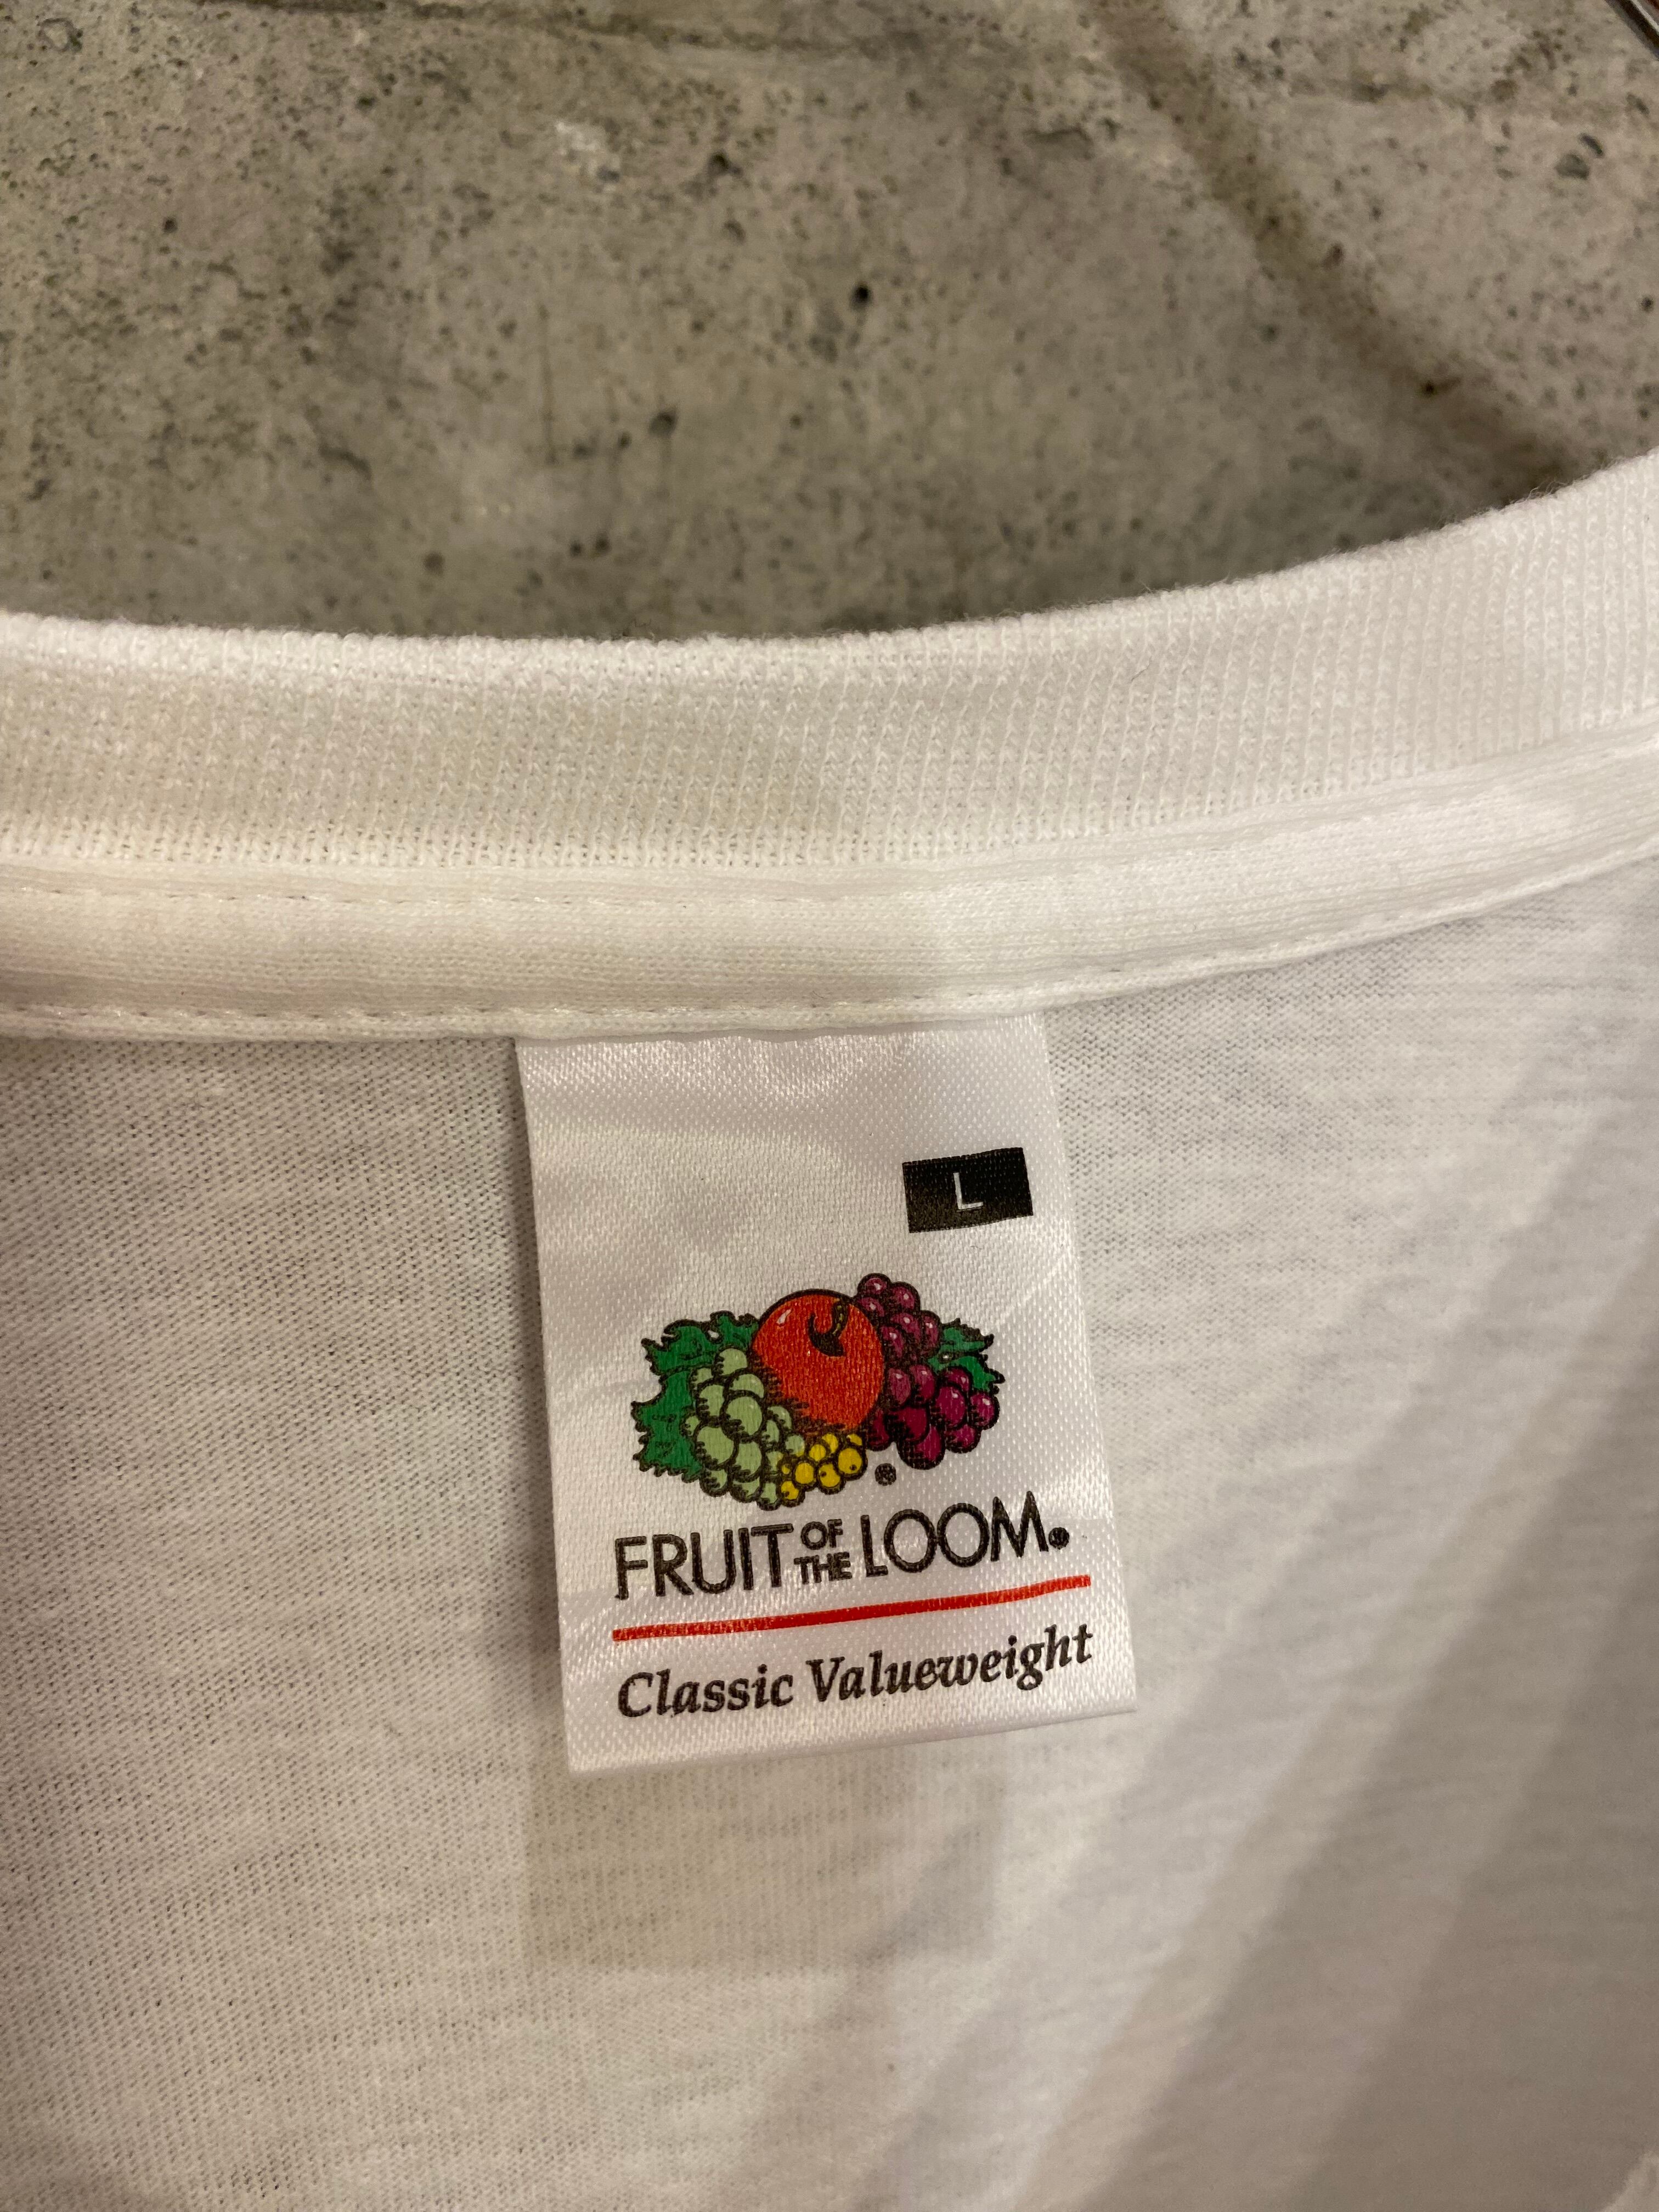 L
FRUIT OF THE LOOM®
Classic Valueweight